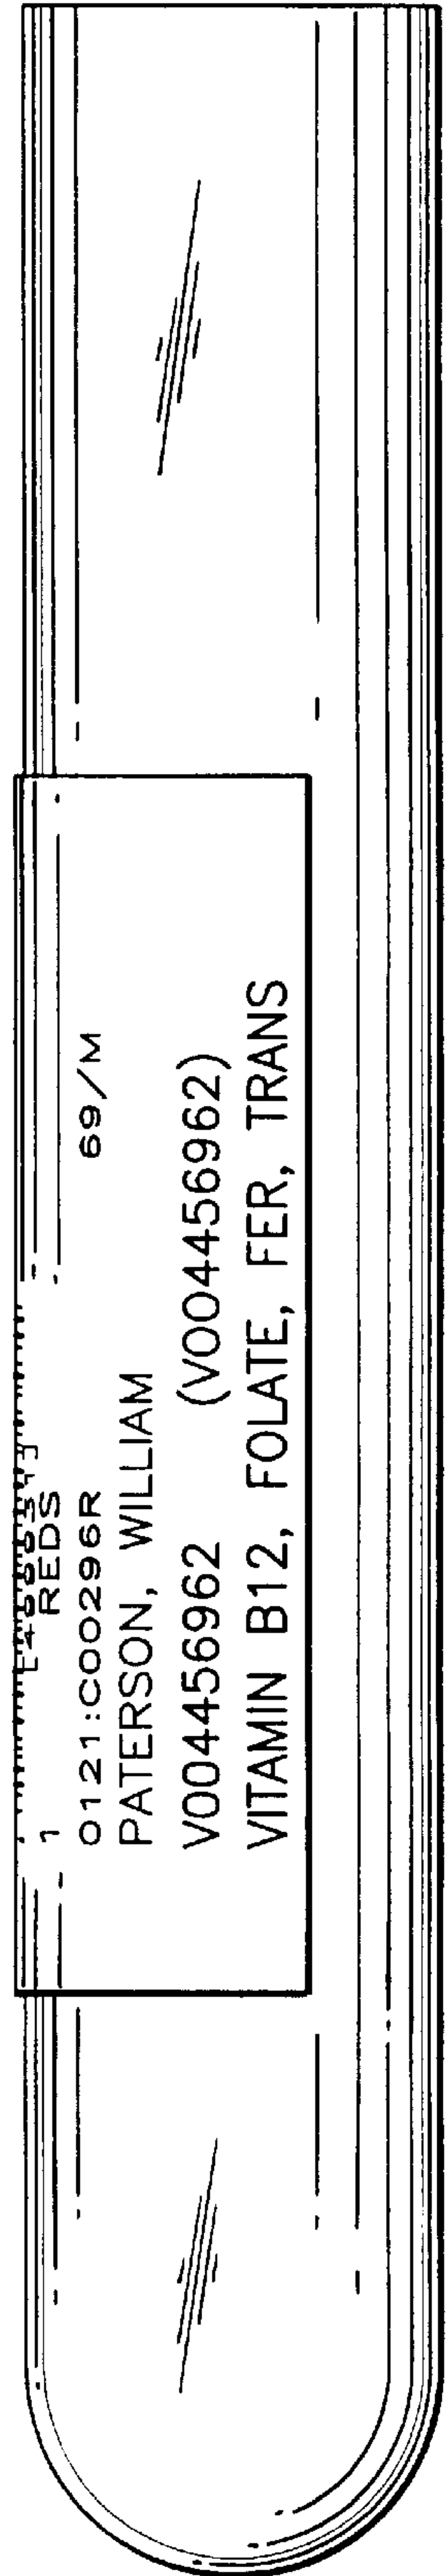 1 REDS
0121:C00296R 69/M
PATERSON, WILLIAM
V004456962 (V004456962)
VITAMIN B12, FOLATE, FER, TRANS